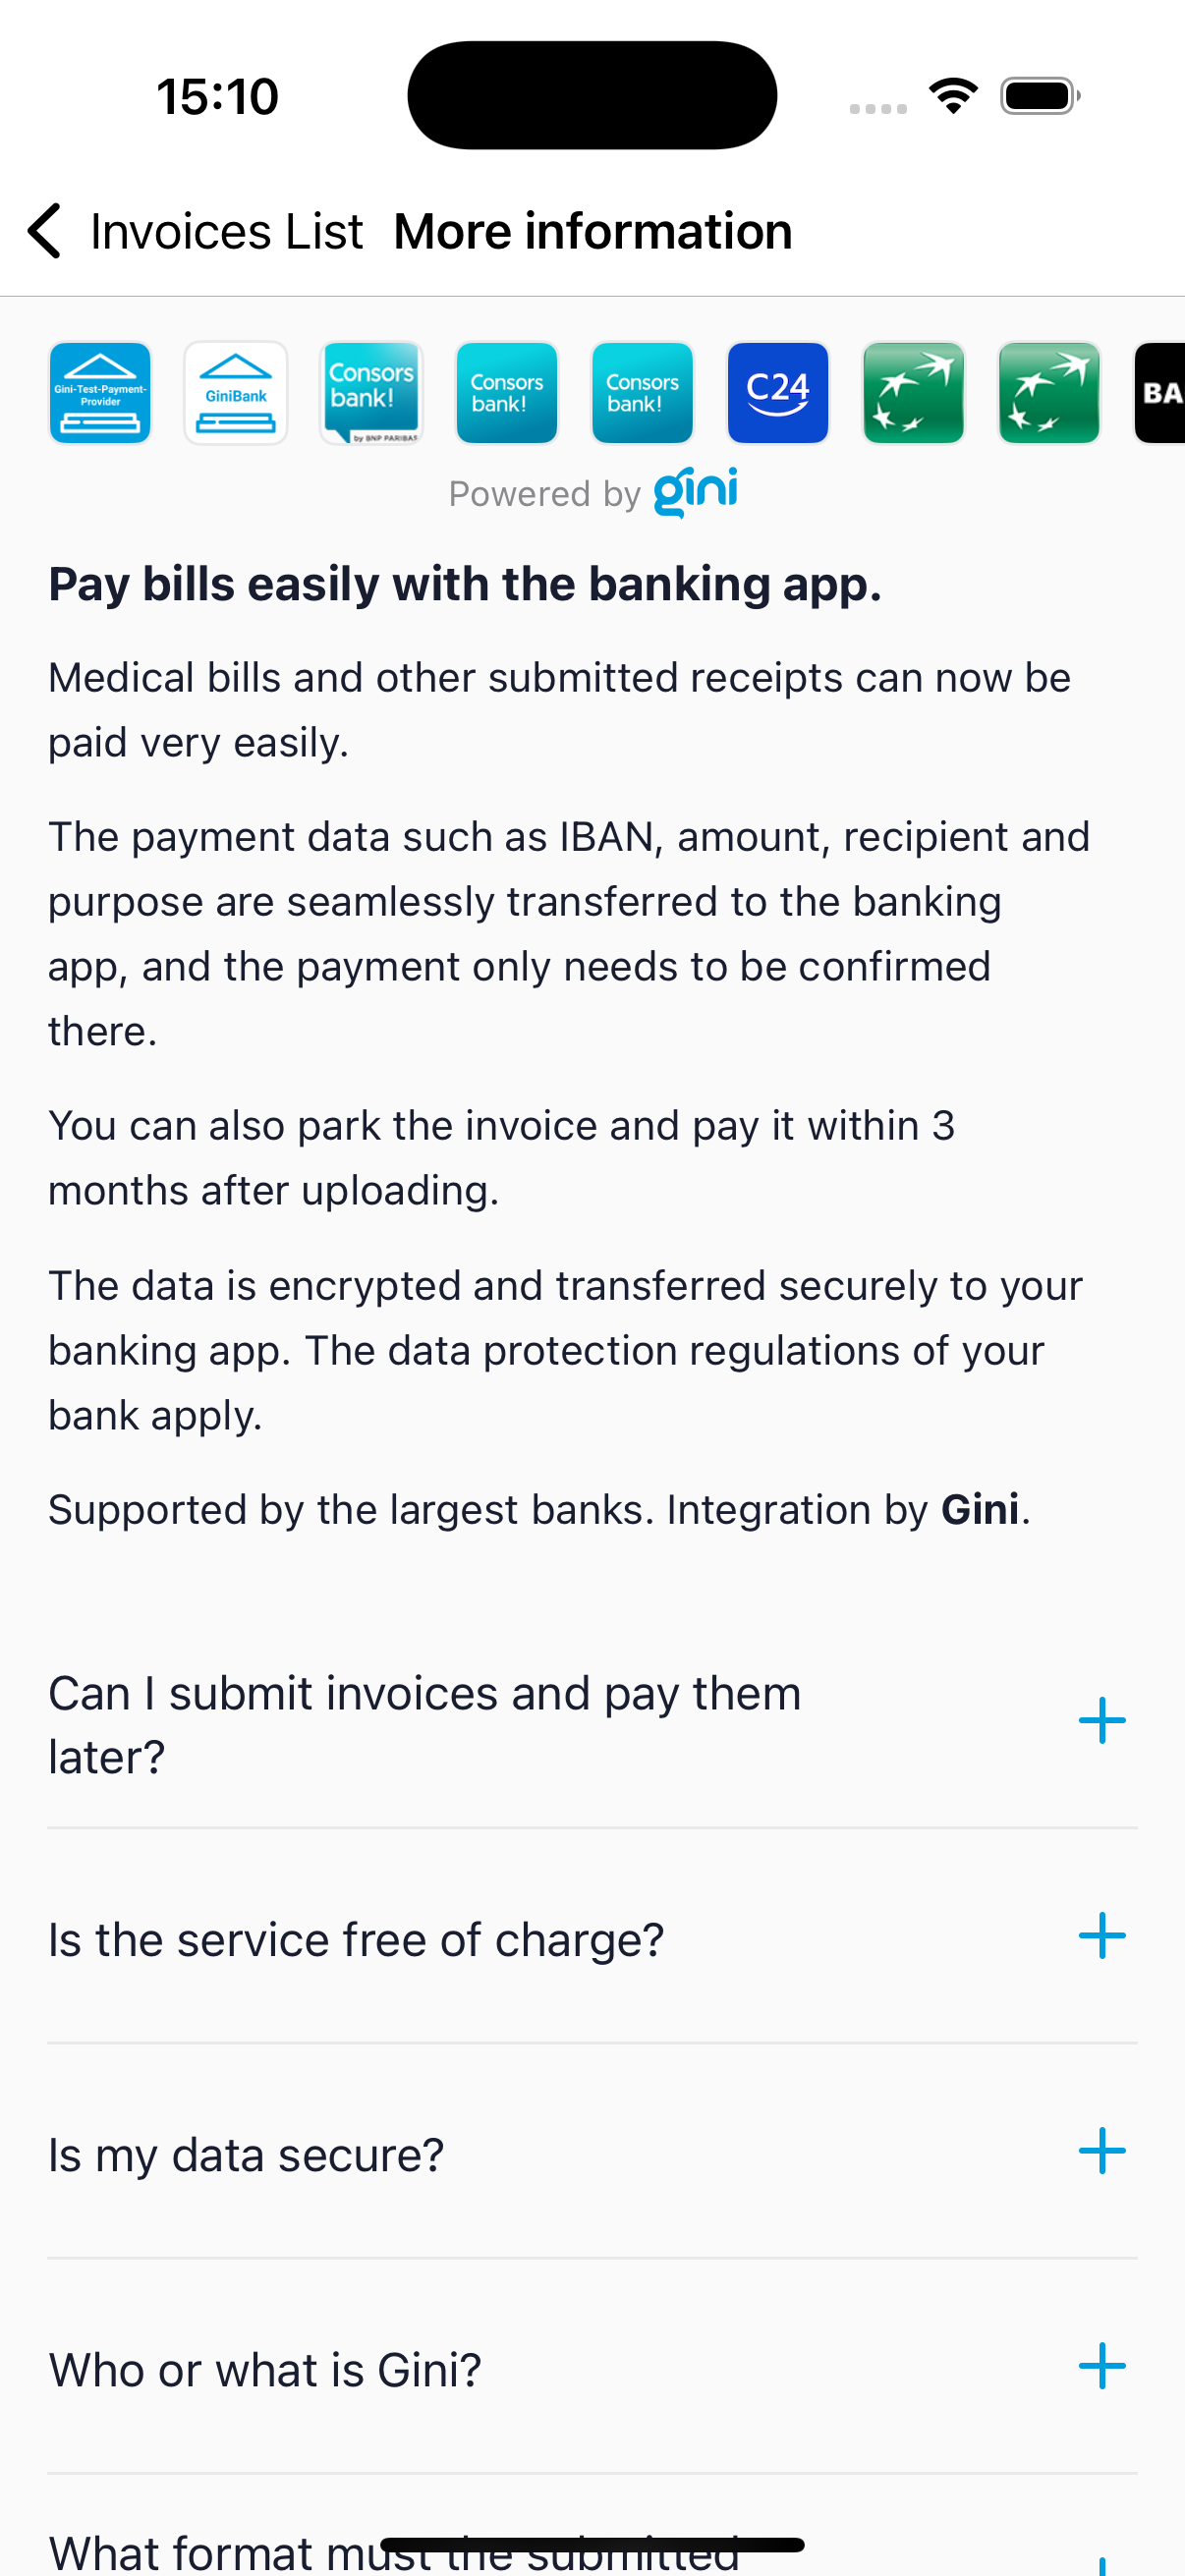 15:10
Invoices List More information
Gini-Test-Payment-
Provider
GiniBank
Consors
bank!
by BNP PARIBAS
Consors
bank!
Consors
bank!
C24
BA
Powered by gini
Pay bills easily with the banking app.
Medical bills and other submitted receipts can now be
paid very easily.
The payment data such as IBAN, amount, recipient and
purpose are seamlessly transferred to the banking
app, and the payment only needs to be confirmed
there.
You can also park the invoice and pay it within 3
months after uploading.
The data is encrypted and transferred securely to your
banking app. The data protection regulations of your
bank apply.
Supported by the largest banks. Integration by Gini.
Can I submit invoices and pay them
later?
Is the service free of charge?
Is my data secure?
Who or what is Gini?
What format must the submitted